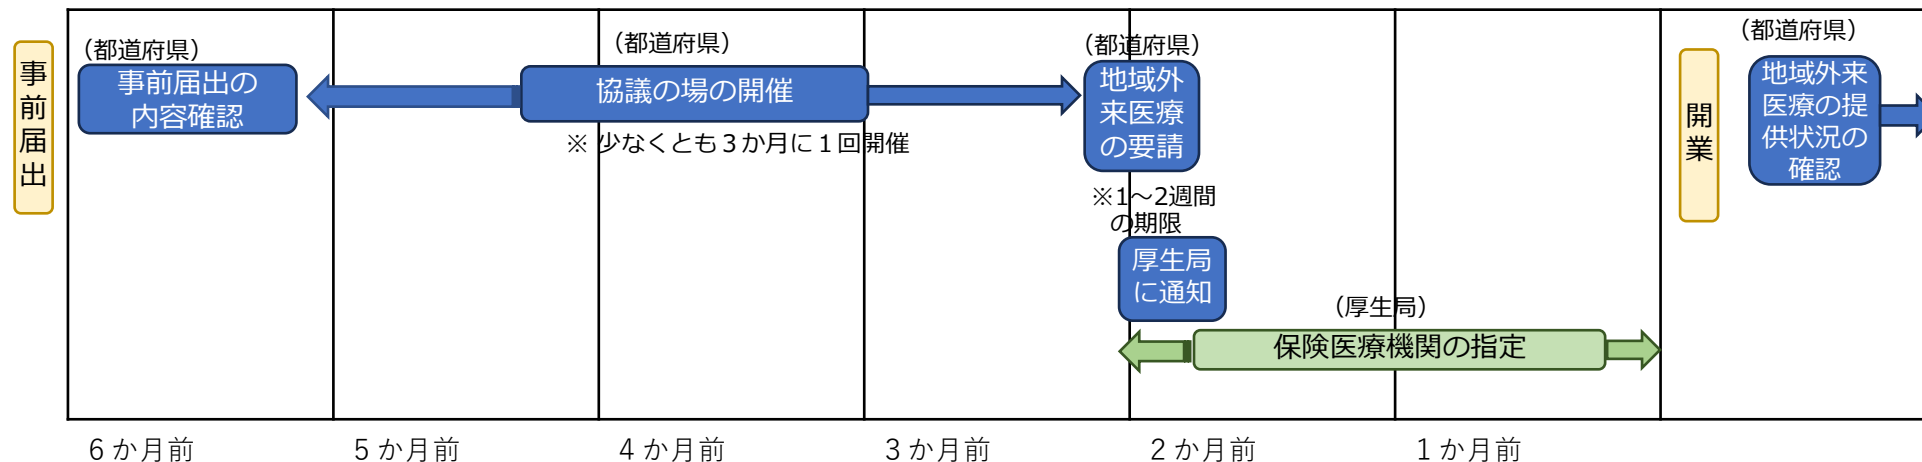 事前届出
（都道府県）
事前届出の
内容確認
（都道府県）
協議の場の開催
※ 少なくとも３か月に１回開催
（都道府県）
地域外
来医療
の要請
※1～2週間
の期限
厚生局
に通知
（厚生局）
保険医療機関の指定
開業
（都道府県）
地域外来
医療の提
供状況の
確認
６か月前
５か月前
４か月前
３か月前
２か月前
１か月前